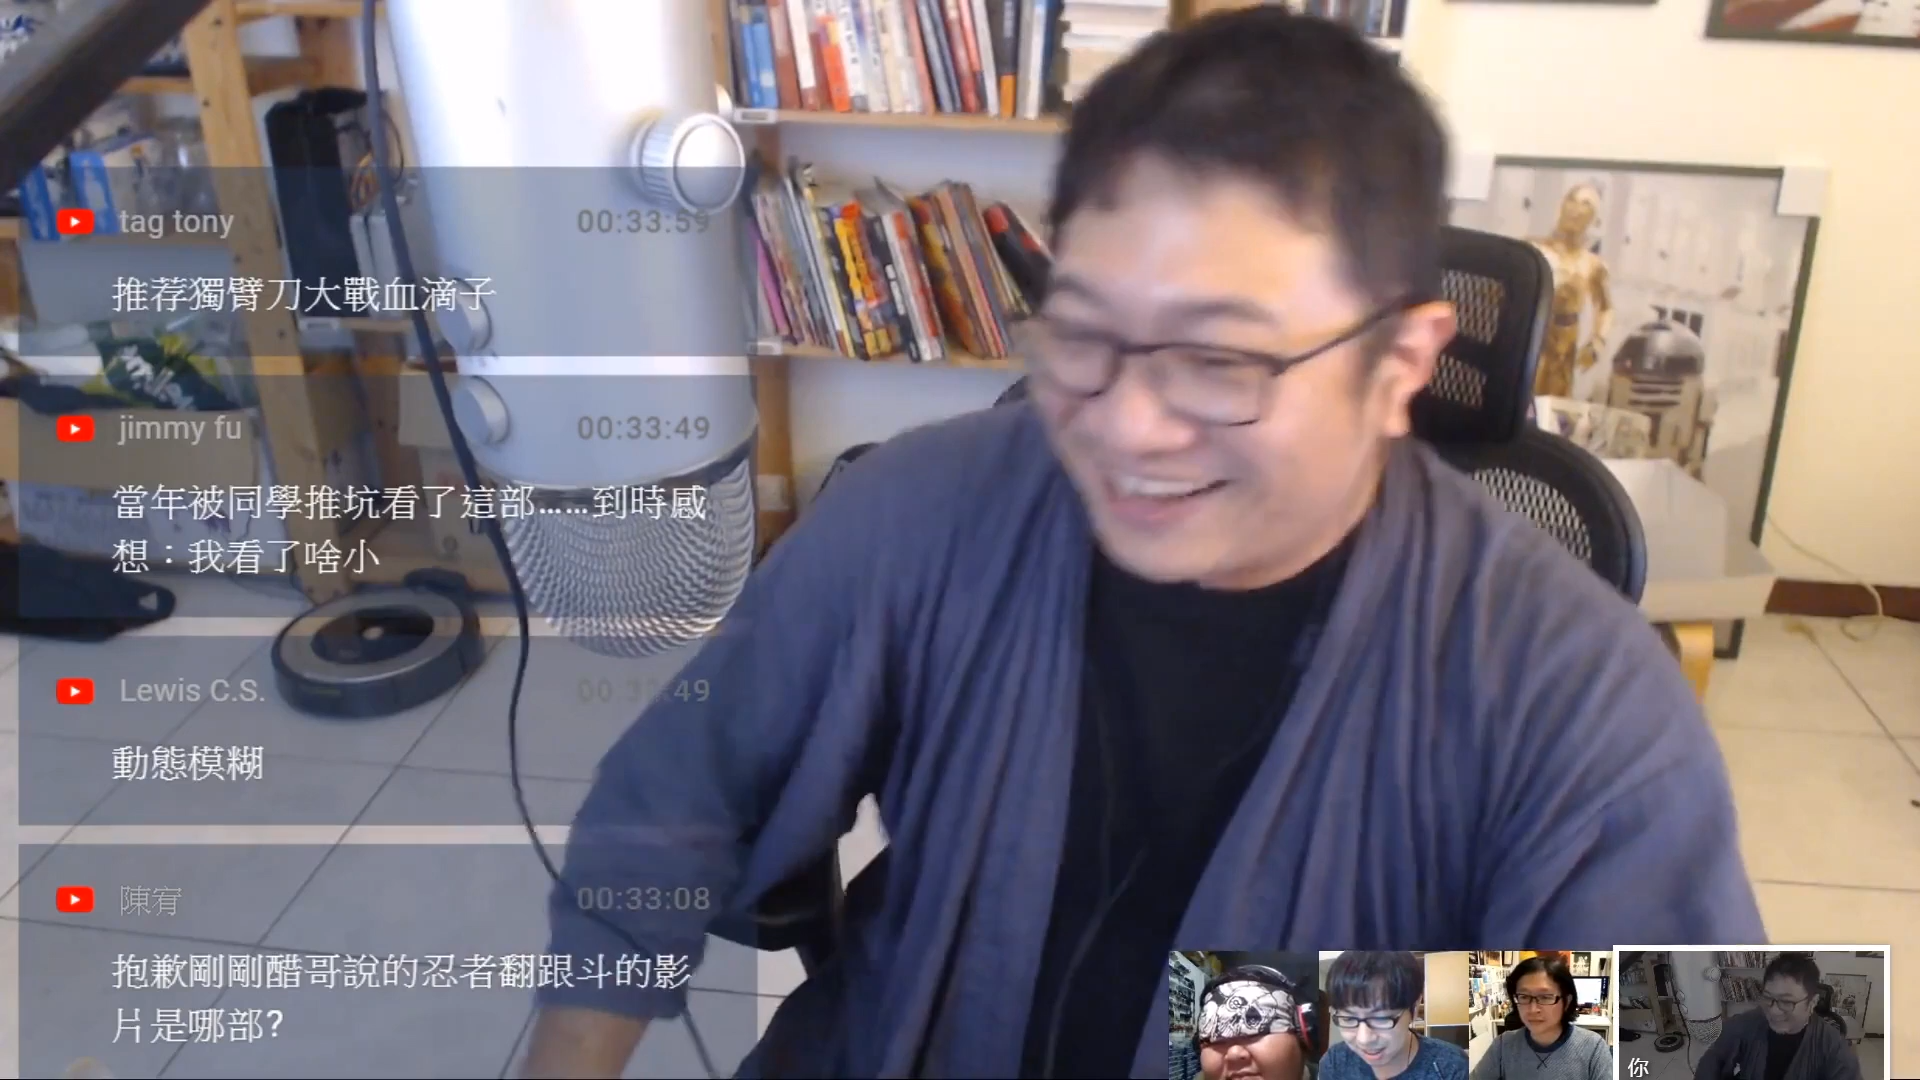 tag tony
00:33:59
推荐獨臂刀大戰血滴子
jimmy fu
00:33:49
當年被同學推坑看了這部……到時感
想：我看了啥小
Lewis C.S.
00:33:49
動態模糊
陳宥
00:33:08
抱歉剛剛醋哥說的忍者翻跟斗的影
片是哪部?
你